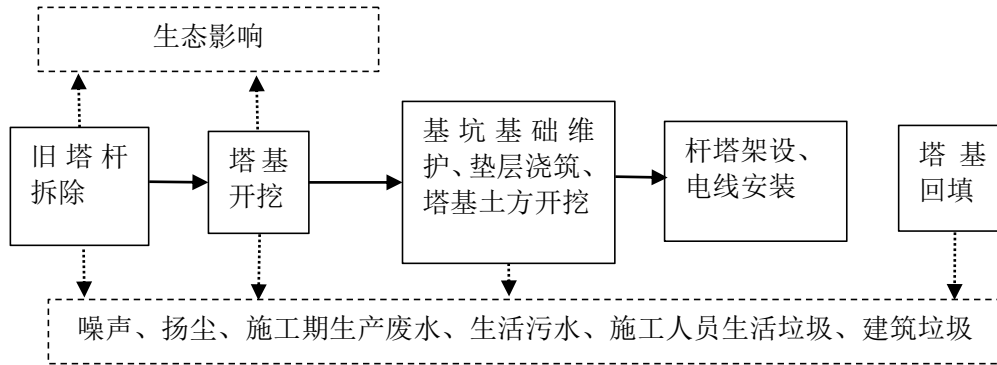 生态影响
旧塔杆
拆除
塔基
开挖
基坑基础维
护、垫层浇筑、
塔基土方开挖
杆塔架设、
电线安装
塔基
回填
噪声、扬尘、施工期生产废水、生活污水、施工人员生活垃圾、建筑垃圾